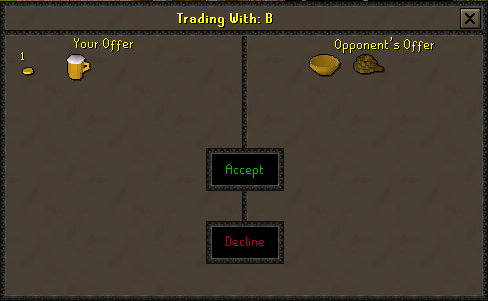 Trading With: B
Your Offer
Opponent's Offer
1
Accept
Decline